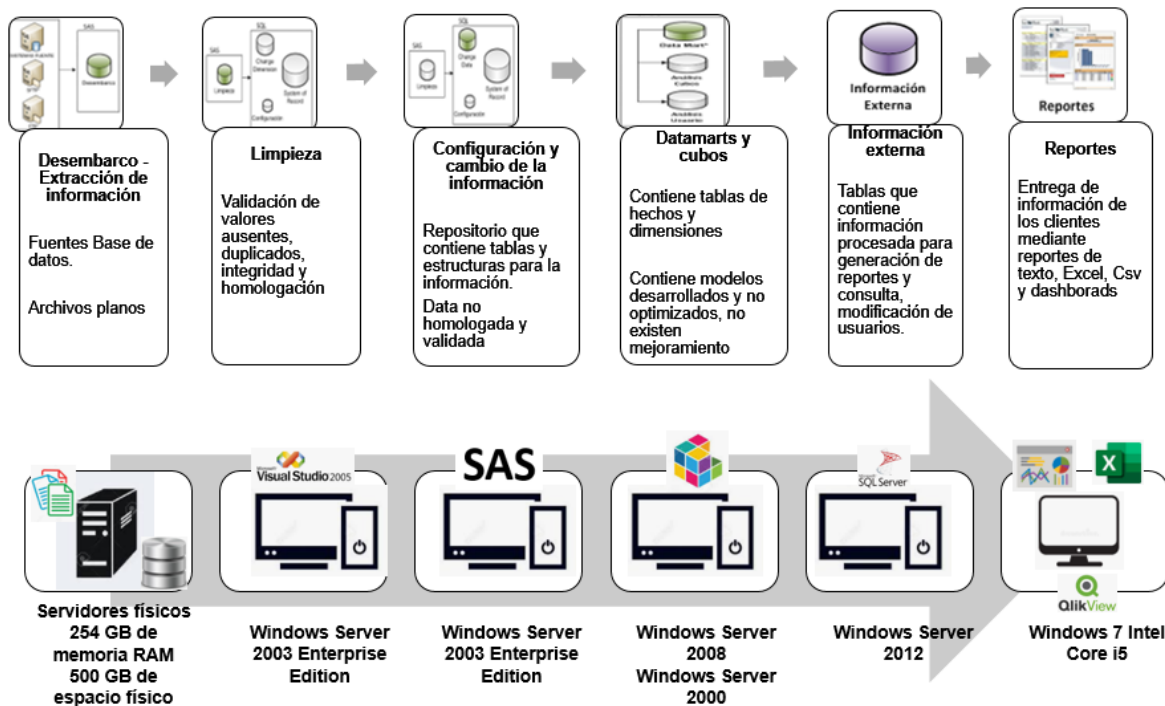 SAS
Desembarco
SFTP
SQL
SAS
Limpieza
Change
Dimension
System of
Record
Configuración
SQL
SAS
Limpieza
Change
Data
System of
Record
Configuración
Data Mart*
Análisis
Cubos
Análisis
Usuario
Información
Externa
Reportes
Desembarco -
Extracción de
información
Fuentes Base de
datos.
Archivos planos
Limpieza
Validación de
valores
ausentes,
duplicados,
integridad y
homologación
Configuración y
cambio de la
información
Repositorio que
contiene tablas y
estructuras para la
información.
Data no
homologada y
validada
Datamarts y
cubos
Contiene tablas de
hechos y
dimensiones
Contiene modelos
desarrollados y no
optimizados, no
existen
mejoramiento
Información
externa
Tablas que
contiene
información
procesada para
generación de
reportes y
consulta,
modificación de
usuarios.
Reportes
Entrega de
información de
los clientes
mediante
reportes de
texto, Excel, Csv
y dashborads
Microsoft
Visual Studio 2005
SAS
Microsoft
SQL Server
X
QlikView
Servidores físicos
254 GB de
memoria RAM
500 GB de
espacio físico
Windows Server
2003 Enterprise
Edition
Windows Server
2003 Enterprise
Edition
Windows Server
2008
Windows Server
2000
Windows Server
2012
Windows 7 Intel
Core i5